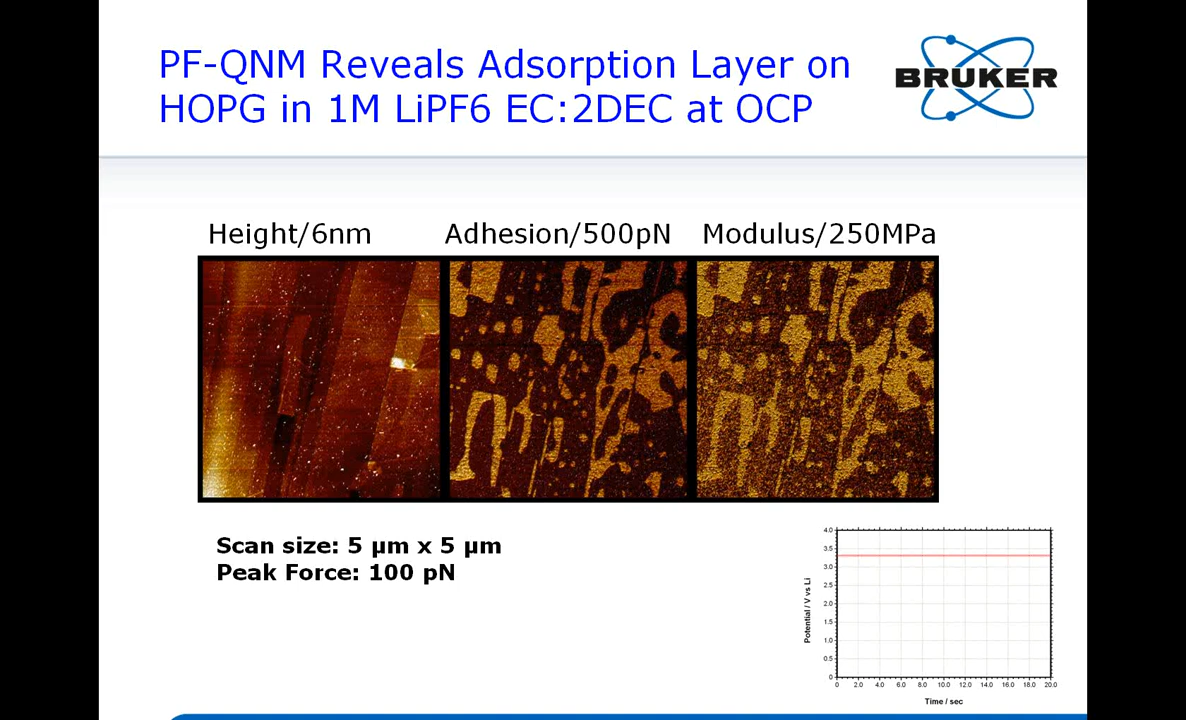 PF-QNM Reveals Adsorption Layer on
HOPG in 1M LiPF6 EC:2DEC at OCP
BRUKER
Height/6nm
Adhesion/500pN
Modulus/250MPa
Scan size: 5 µm x 5 µm
Peak Force: 100 pN
Potential / V vs Li
4.0
3.5
3.0
2.5
2.0
1.5
1.0
0.5
0
0 2.0 4.0 6.0 8.0 10.0 12.0 14.0 16.0 18.0 20.0
Time / sec